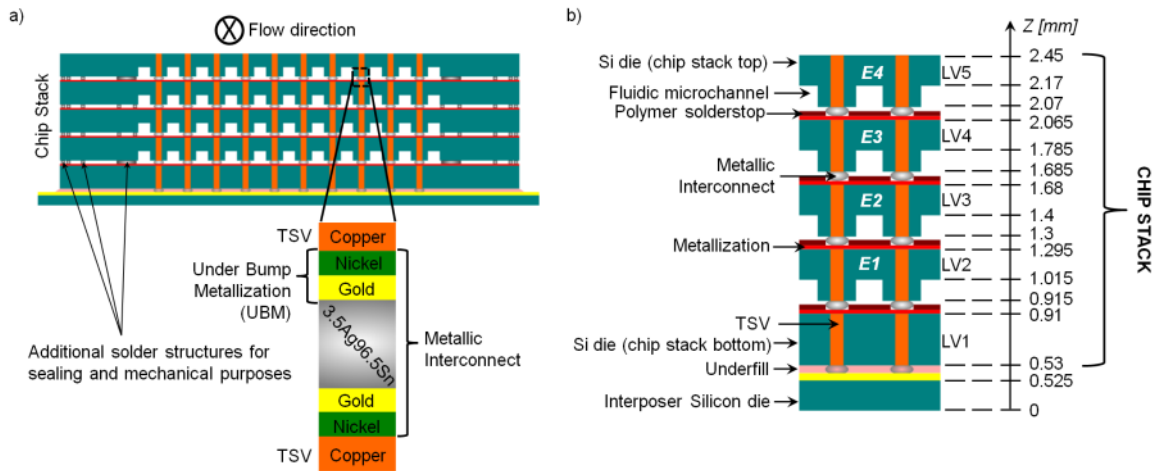 a)
Flow direction
Chip Stack
TSV
Copper
Nickel
Under Bump
Metallization
(UBM)
Gold
3.5Ag96.5Sn
Metallic
Interconnect
Additional solder structures for
sealing and mechanical purposes
Gold
Nickel
TSV
Copper
b)
Z [mm]
Si die (chip stack top)
Fluidic microchannel
Polymer solderstop
Metallic
Interconnect
Metallization
TSV
Si die (chip stack bottom)
Underfill
Interposer Silicon die
E4
E3
E2
E1
LV5
LV4
LV3
LV2
LV1
2.45
2.17
2.07
2.065
1.785
1.685
1.68
1.4
1.3
1.295
1.015
0.915
0.91
0.53
0.525
0
CHIP STACK